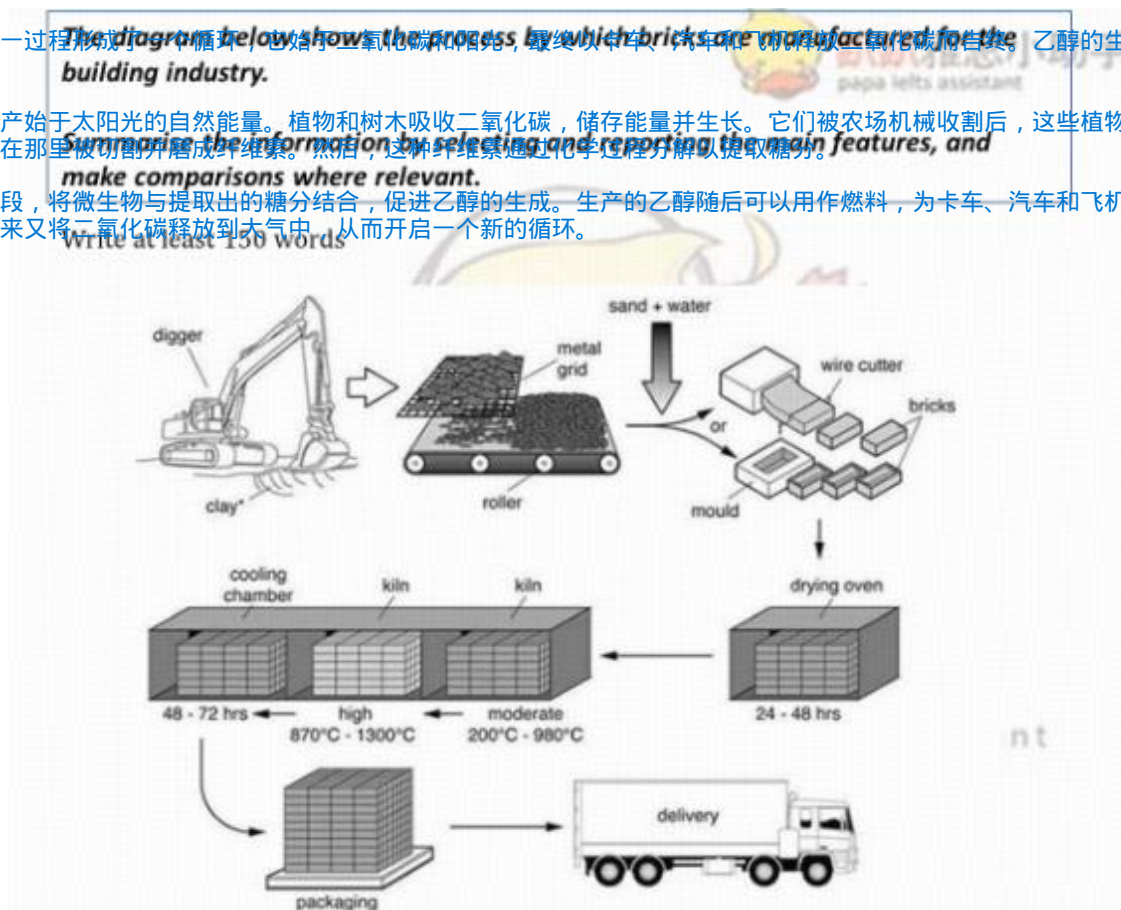 The diagram below shows the process by which bricks are manufactured for the
一过程形成了一个循环，它始于二氧化碳和阳光，最终以卡车、汽车和飞机释放二氧化碳而告终。乙醇的生
building industry.
papa ielts assistant
产始于太阳光的自然能量。植物和树木吸收二氧化碳，储存能量并生长。它们被农场机械收割后，这些植物
Summarise the information by selecting and reporting the main features, and
在那里被切割并磨成纤维素。然后，这种纤维素通过化学过程分解以提取糖分。
make comparisons where relevant.
段，将微生物与提取出的糖分结合，促进乙醇的生成。生产的乙醇随后可以用作燃料，为卡车、汽车和飞机
来又将二氧化碳释放到大气中，从而开启一个新的循环。
Write at least 150 words
sand + water
digger
metal
grid
wire cutter
bricks
or
clay*
roller
mould
cooling
chamber
kiln
kiln
drying oven
48 - 72 hrs
high
870°C - 1300°C
moderate
200°C - 980°C
24 - 48 hrs
nt
delivery
packaging